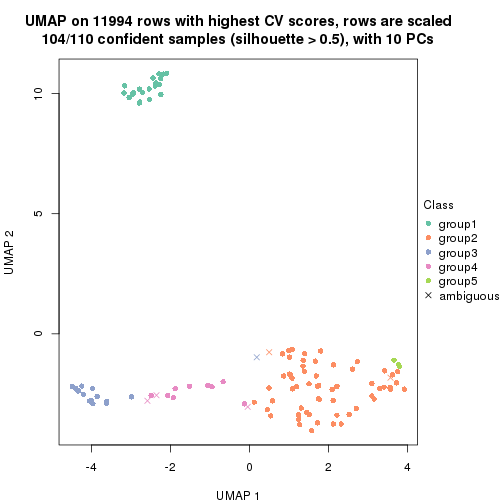 UMAP on 11994 rows with highest CV scores, rows are scaled
104/110 confident samples (silhouette > 0.5), with 10 PCs
10
5
0
UMAP 2
-4
-2
0
2
4
UMAP 1
Class
group1
group2
group3
group4
group5
ambiguous